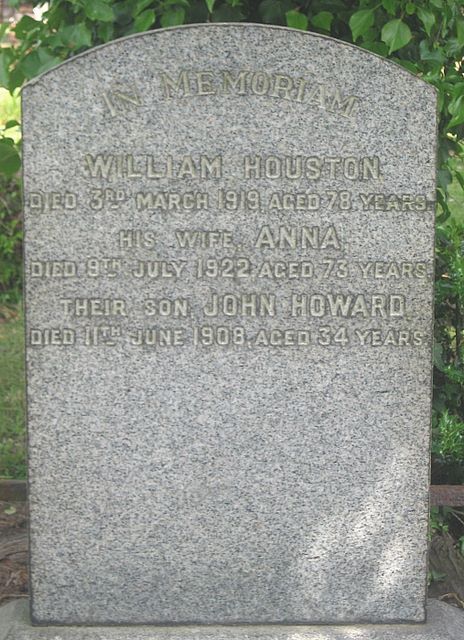 IN MEMORIAM
WILLIAM HOUSTON
DIED 3RD MARCH 1919, AGED 78 YEARS.
HIS WIFE, ANNA,
DIED 9TH JULY 1922, AGED 73 YEARS.
THEIR SON, JOHN HOWARD,
DIED 11TH JUNE 1908, AGED 34 YEARS.